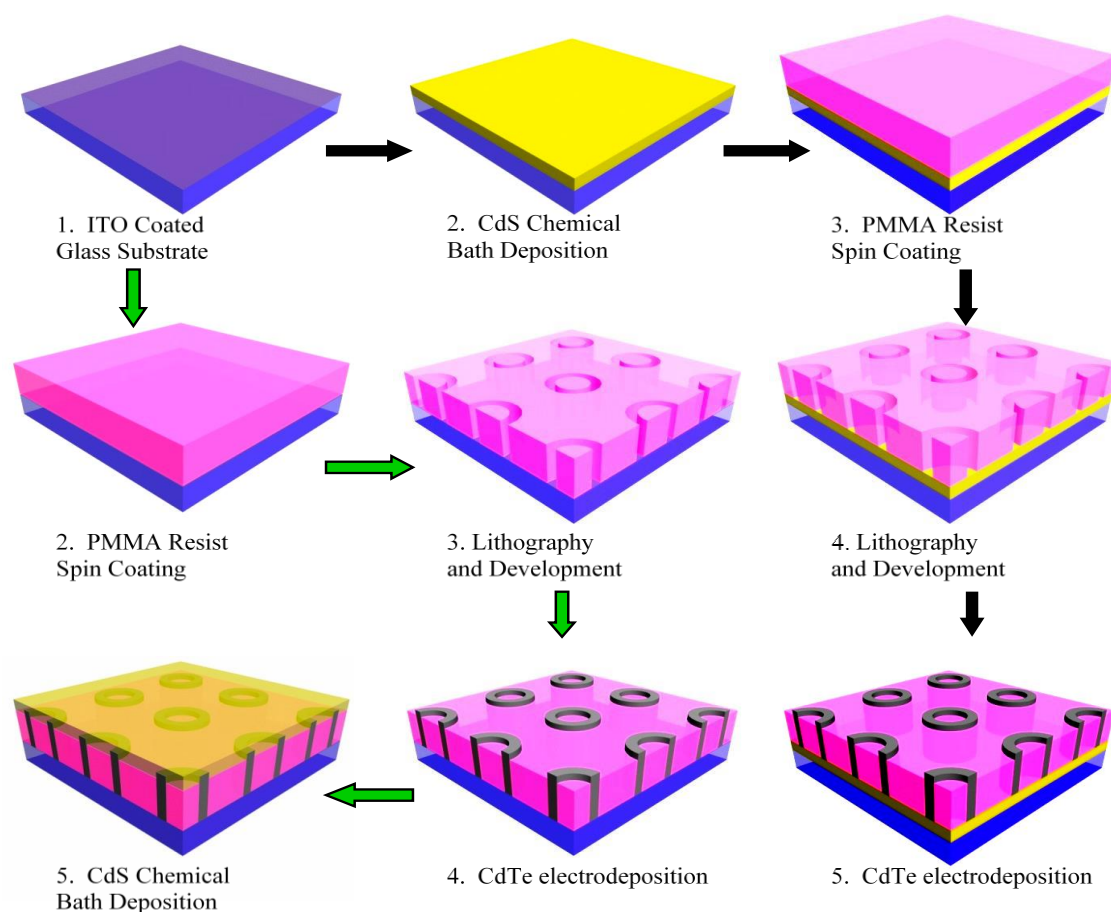 1.  ITO Coated
Glass Substrate
2.  CdS Chemical
Bath Deposition
3.  PMMA Resist
Spin Coating
2.  PMMA Resist
Spin Coating
3. Lithography
and Development
4. Lithography
and Development
5.  CdS Chemical
Bath Deposition
4.  CdTe electrodeposition
5.  CdTe electrodeposition